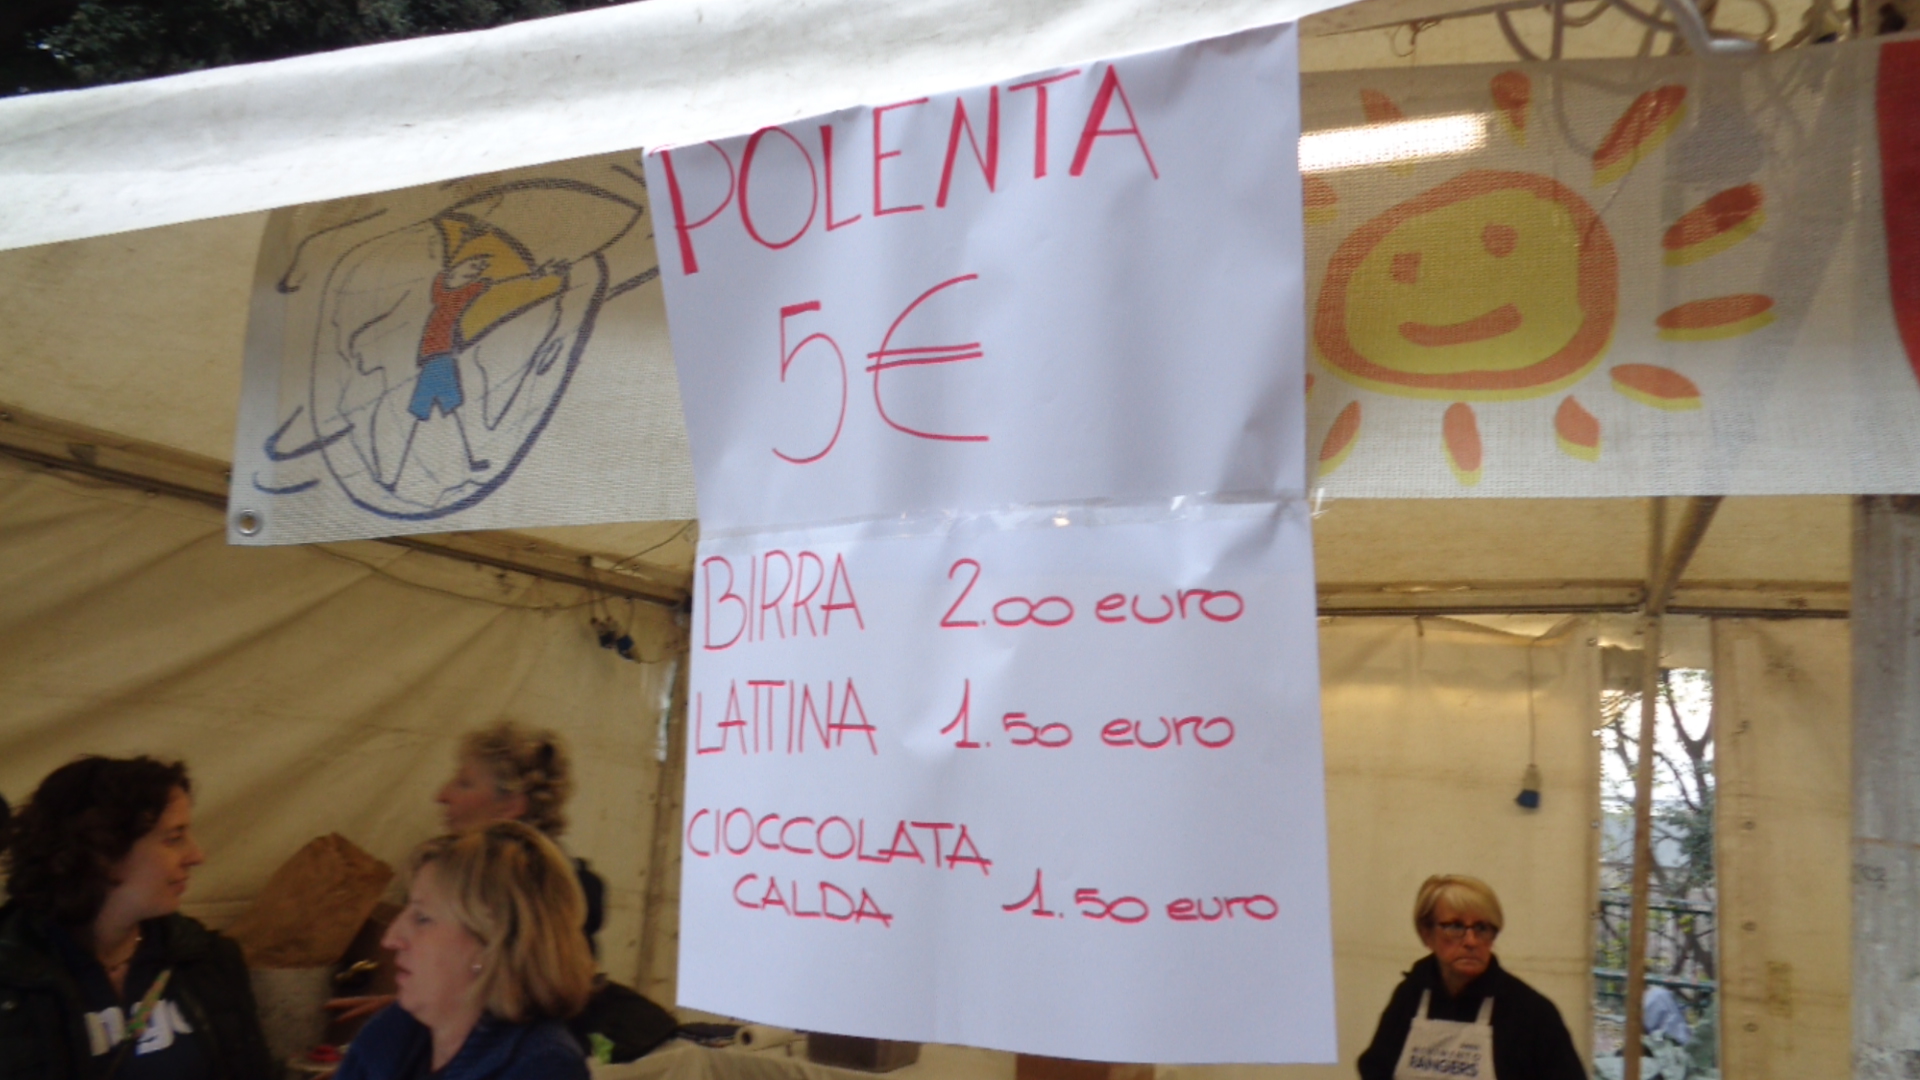 POLENTA
5€
BIRRA 2.00 euro
LATTINA 1.50 euro
CIOCCOLATA
CALDA 1.50 euro
RANGERS